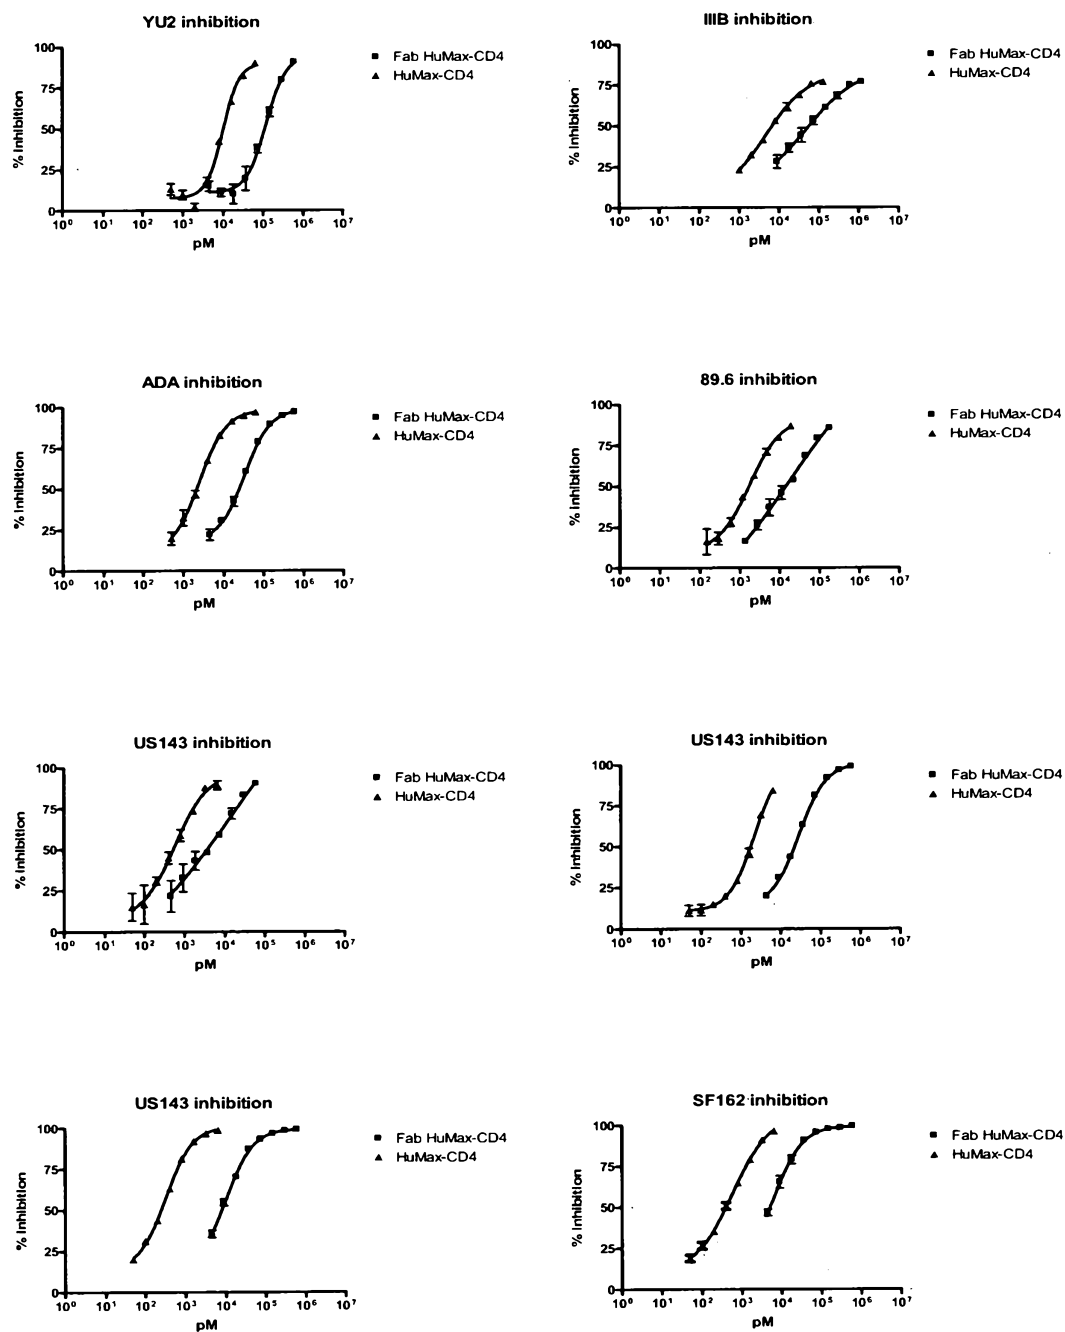 YU2 inhibition
100
75
50
25
0
% Inhibition
10⁰ 10¹ 10² 10³ 10⁴ 10⁵ 10⁶ 10⁷
pM
Fab HuMax-CD4
HuMax-CD4
IIIB inhibition
100
75
50
25
0
% Inhibition
10⁰ 10¹ 10² 10³ 10⁴ 10⁵ 10⁶ 10⁷
pM
Fab HuMax-CD4
HuMax-CD4
ADA inhibition
100
75
50
25
0
% Inhibition
10⁰ 10¹ 10² 10³ 10⁴ 10⁵ 10⁶ 10⁷
pM
Fab HuMax-CD4
HuMax-CD4
89.6 inhibition
100
75
50
25
0
% Inhibition
10⁰ 10¹ 10² 10³ 10⁴ 10⁵ 10⁶ 10⁷
pM
Fab HuMax-CD4
HuMax-CD4
US143 inhibition
100
75
50
25
0
% Inhibition
10⁰ 10¹ 10² 10³ 10⁴ 10⁵ 10⁶ 10⁷
pM
Fab HuMax-CD4
HuMax-CD4
US143 inhibition
100
75
50
25
0
% Inhibition
10⁰ 10¹ 10² 10³ 10⁴ 10⁵ 10⁶ 10⁷
pM
Fab HuMax-CD4
HuMax-CD4
US143 inhibition
100
75
50
25
0
% Inhibition
10⁰ 10¹ 10² 10³ 10⁴ 10⁵ 10⁶ 10⁷
pM
Fab HuMax-CD4
HuMax-CD4
SF162 inhibition
100
75
50
25
0
% Inhibition
10⁰ 10¹ 10² 10³ 10⁴ 10⁵ 10⁶ 10⁷
pM
Fab HuMax-CD4
HuMax-CD4